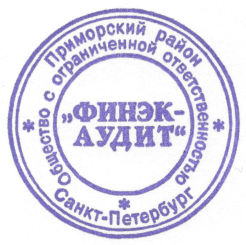 Приморский район
Общество с ограниченной ответственностью
„ФИНЭК-
АУДИТ“
* Санкт-Петербург *